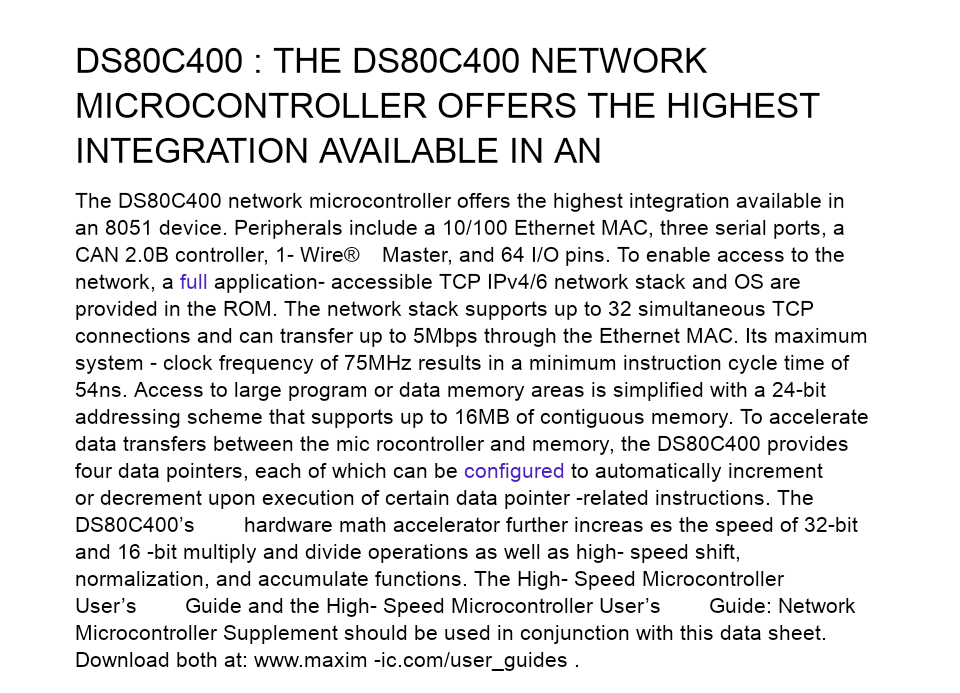 DS80C400 : THE DS80C400 NETWORK
MICROCONTROLLER OFFERS THE HIGHEST
INTEGRATION AVAILABLE IN AN
The DS80C400 network microcontroller offers the highest integration available in
an 8051 device. Peripherals include a 10/100 Ethernet MAC, three serial ports, a
CAN 2.0B controller, 1- Wire® Master, and 64 I/O pins. To enable access to the
network, a full application- accessible TCP IPv4/6 network stack and OS are
provided in the ROM. The network stack supports up to 32 simultaneous TCP
connections and can transfer up to 5Mbps through the Ethernet MAC. Its maximum
system - clock frequency of 75MHz results in a minimum instruction cycle time of
54ns. Access to large program or data memory areas is simplified with a 24-bit
addressing scheme that supports up to 16MB of contiguous memory. To accelerate
data transfers between the mic rocontroller and memory, the DS80C400 provides
four data pointers, each of which can be configured to automatically increment
or decrement upon execution of certain data pointer -related instructions. The
DS80C400’s hardware math accelerator further increas es the speed of 32-bit
and 16 -bit multiply and divide operations as well as high- speed shift,
normalization, and accumulate functions. The High- Speed Microcontroller
User’s Guide and the High- Speed Microcontroller User’s Guide: Network
Microcontroller Supplement should be used in conjunction with this data sheet.
Download both at: www.maxim -ic.com/user_guides .